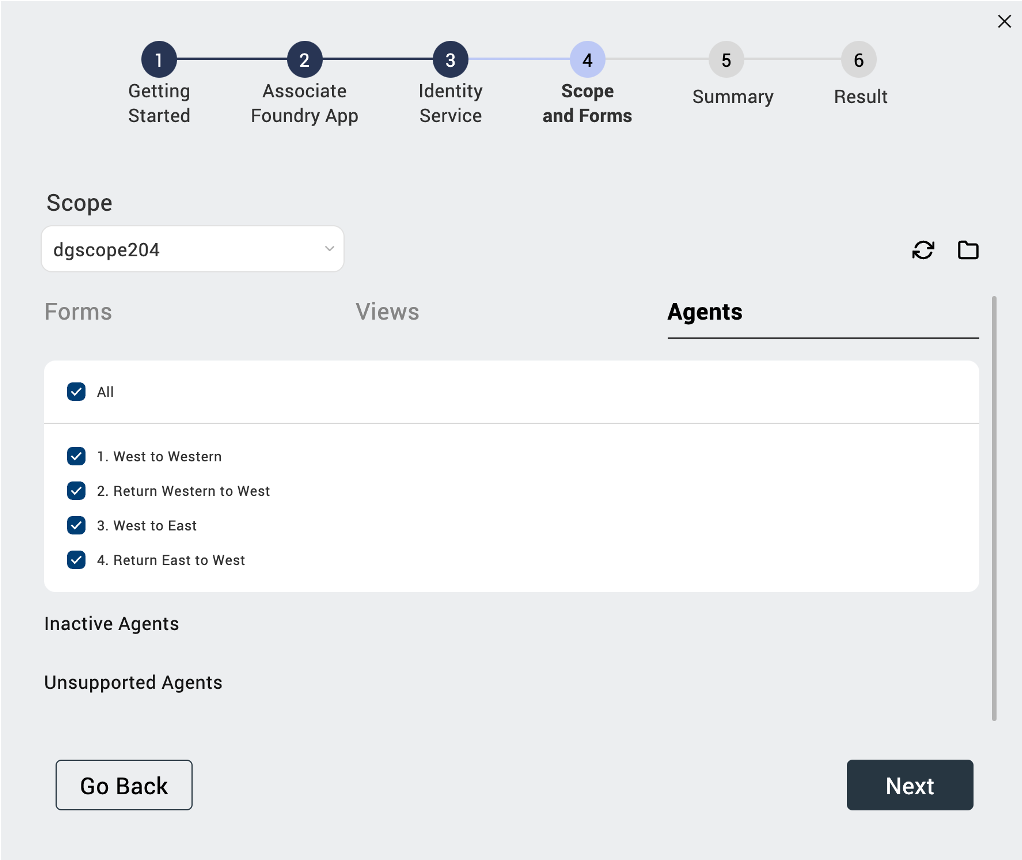 1
2
3
4
5
6
Getting
Started
Associate
Foundry App
Identity
Service
Scope
and Forms
Summary
Result
Scope
dgscope204
Forms
Views
Agents
All
1. West to Western
2. Return Western to West
3. West to East
4. Return East to West
Inactive Agents
Unsupported Agents
Go Back
Next